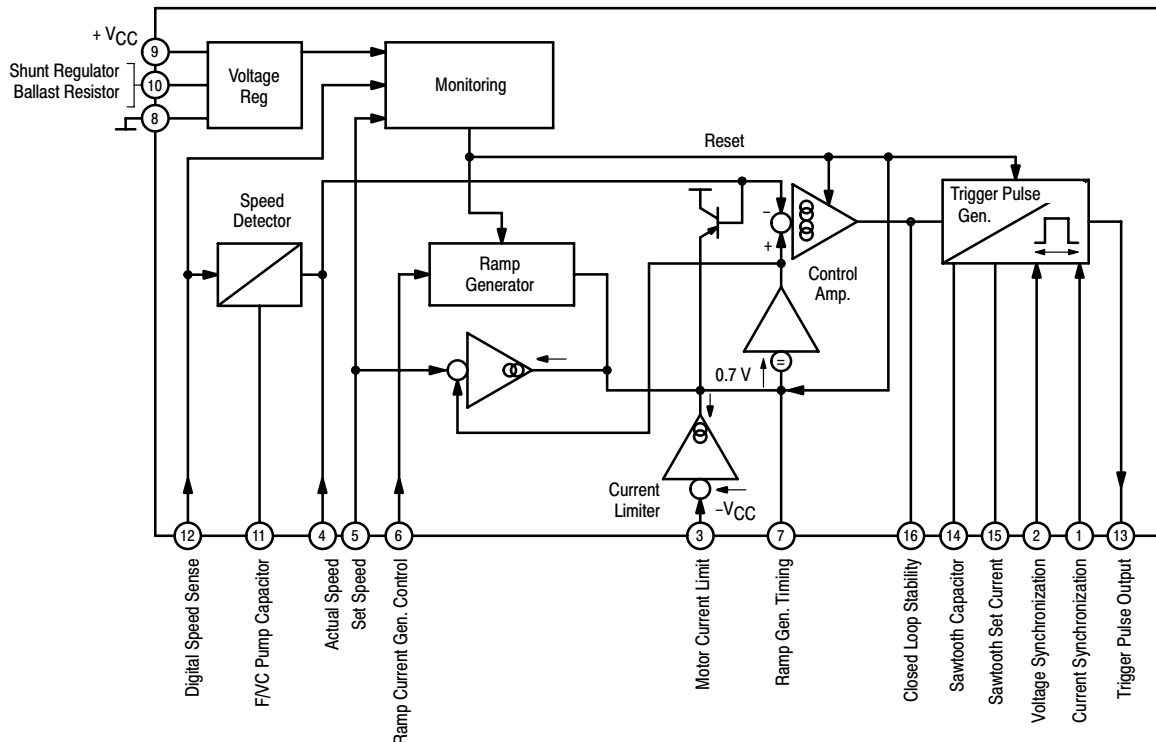 + VCC
9
Shunt Regulator
Ballast Resistor
10
8
Voltage
Reg
Monitoring
Reset
Speed
Detector
Ramp
Generator
–
+
Control
Amp.
Trigger Pulse
Gen.
=
0.7 V
Current
Limiter
–VCC
12
11
4
5
6
3
7
16
14
15
2
1
13
Digital Speed Sense
F/VC Pump Capacitor
Actual Speed
Set Speed
Ramp Current Gen. Control
Motor Current Limit
Ramp Gen. Timing
Closed Loop Stability
Sawtooth Capacitor
Sawtooth Set Current
Voltage Synchronization
Current Synchronization
Trigger Pulse Output